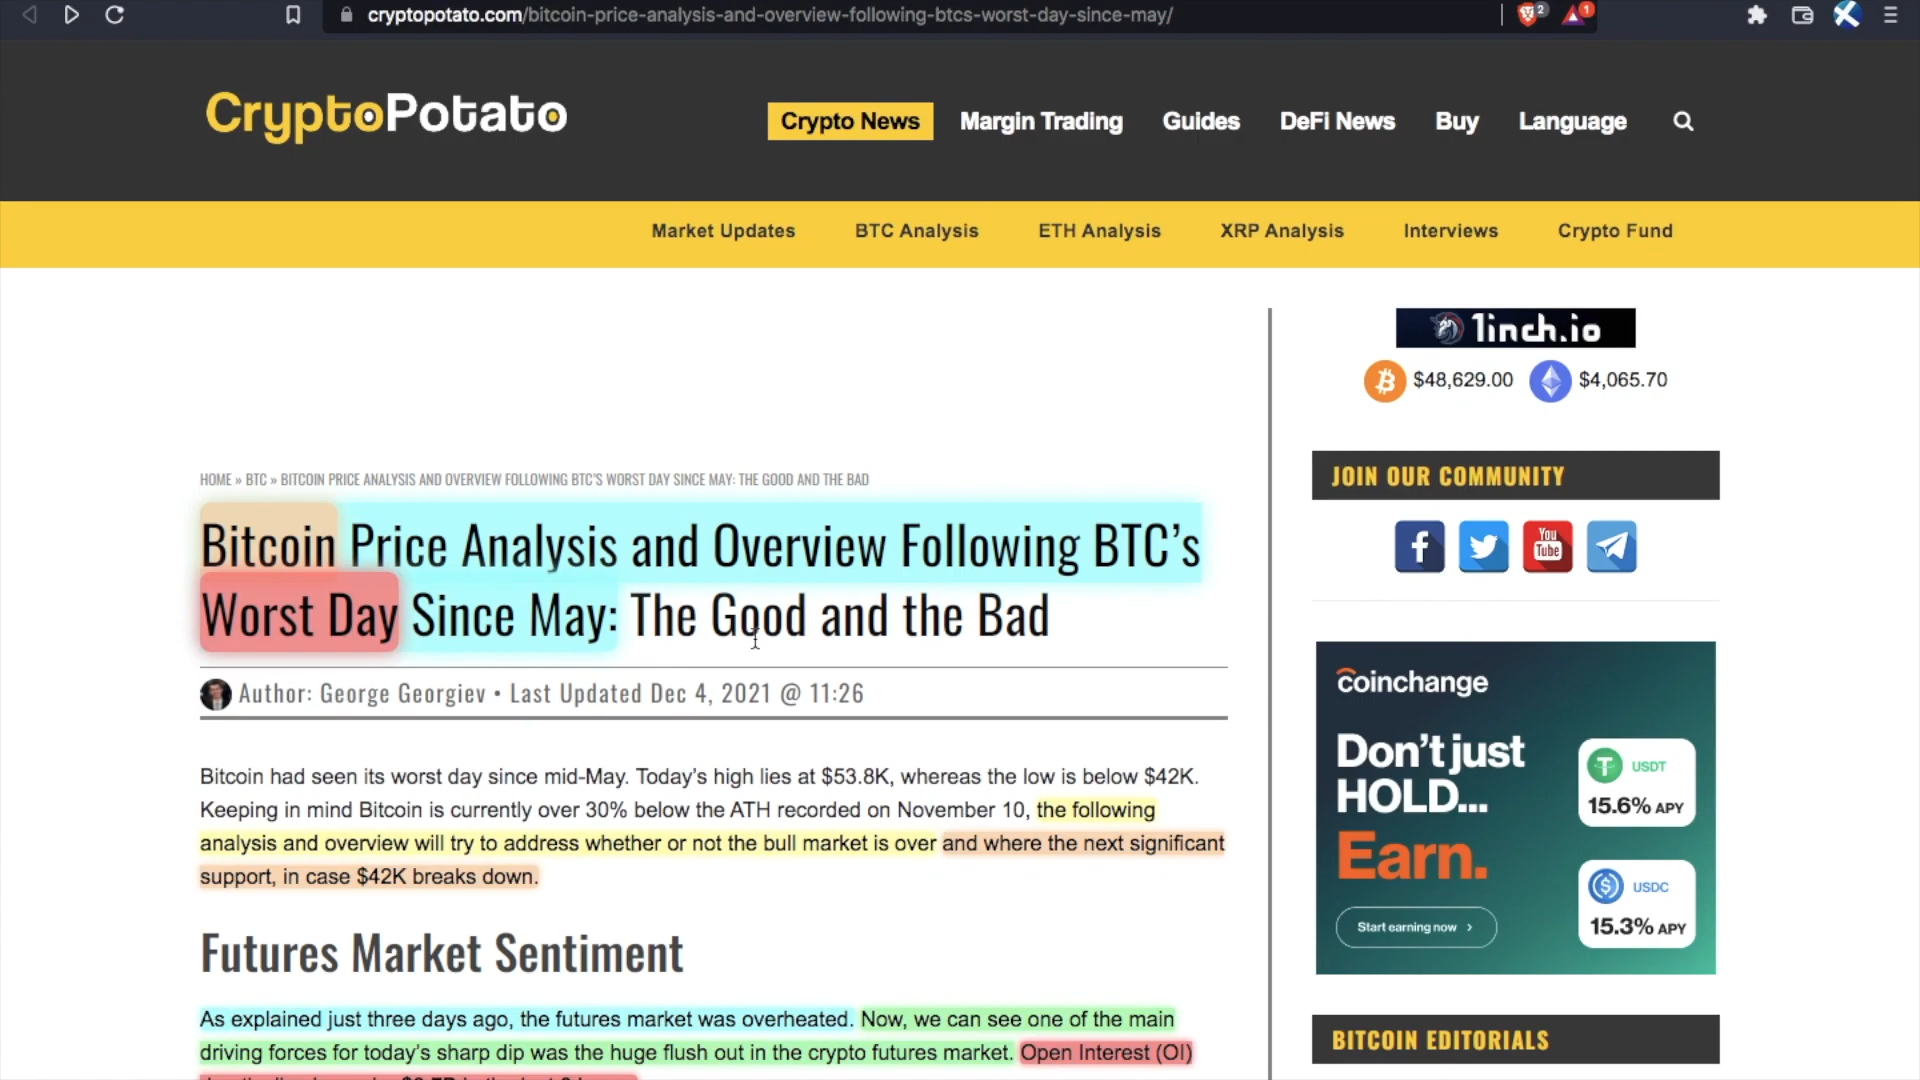 cryptopotato.com/bitcoin-price-analysis-and-overview-following-btcs-worst-day-since-may/
2
1
CryptoPotato
Crypto News
Margin Trading
Guides
DeFi News
Buy
Language
Market Updates
BTC Analysis
ETH Analysis
XRP Analysis
Interviews
Crypto Fund
HOME » BTC » BITCOIN PRICE ANALYSIS AND OVERVIEW FOLLOWING BTC'S WORST DAY SINCE MAY: THE GOOD AND THE BAD
Bitcoin Price Analysis and Overview Following BTC's
Worst Day Since May: The Good and the Bad
Author: George Georgiev • Last Updated Dec 4, 2021 @ 11:26
Bitcoin had seen its worst day since mid-May. Today's high lies at $53.8K, whereas the low is below $42K.
Keeping in mind Bitcoin is currently over 30% below the ATH recorded on November 10, the following
analysis and overview will try to address whether or not the bull market is over and where the next significant
support, in case $42K breaks down.
Futures Market Sentiment
As explained just three days ago, the futures market was overheated. Now, we can see one of the main
driving forces for today's sharp dip was the huge flush out in the crypto futures market. Open Interest (OI)
1inch.io
$48,629.00
$4,065.70
JOIN OUR COMMUNITY
You
Tube
coinchange
Don't just
HOLD...
Earn.
Start earning now >
USDT
15.6% APY
USDC
15.3% APY
BITCOIN EDITORIALS